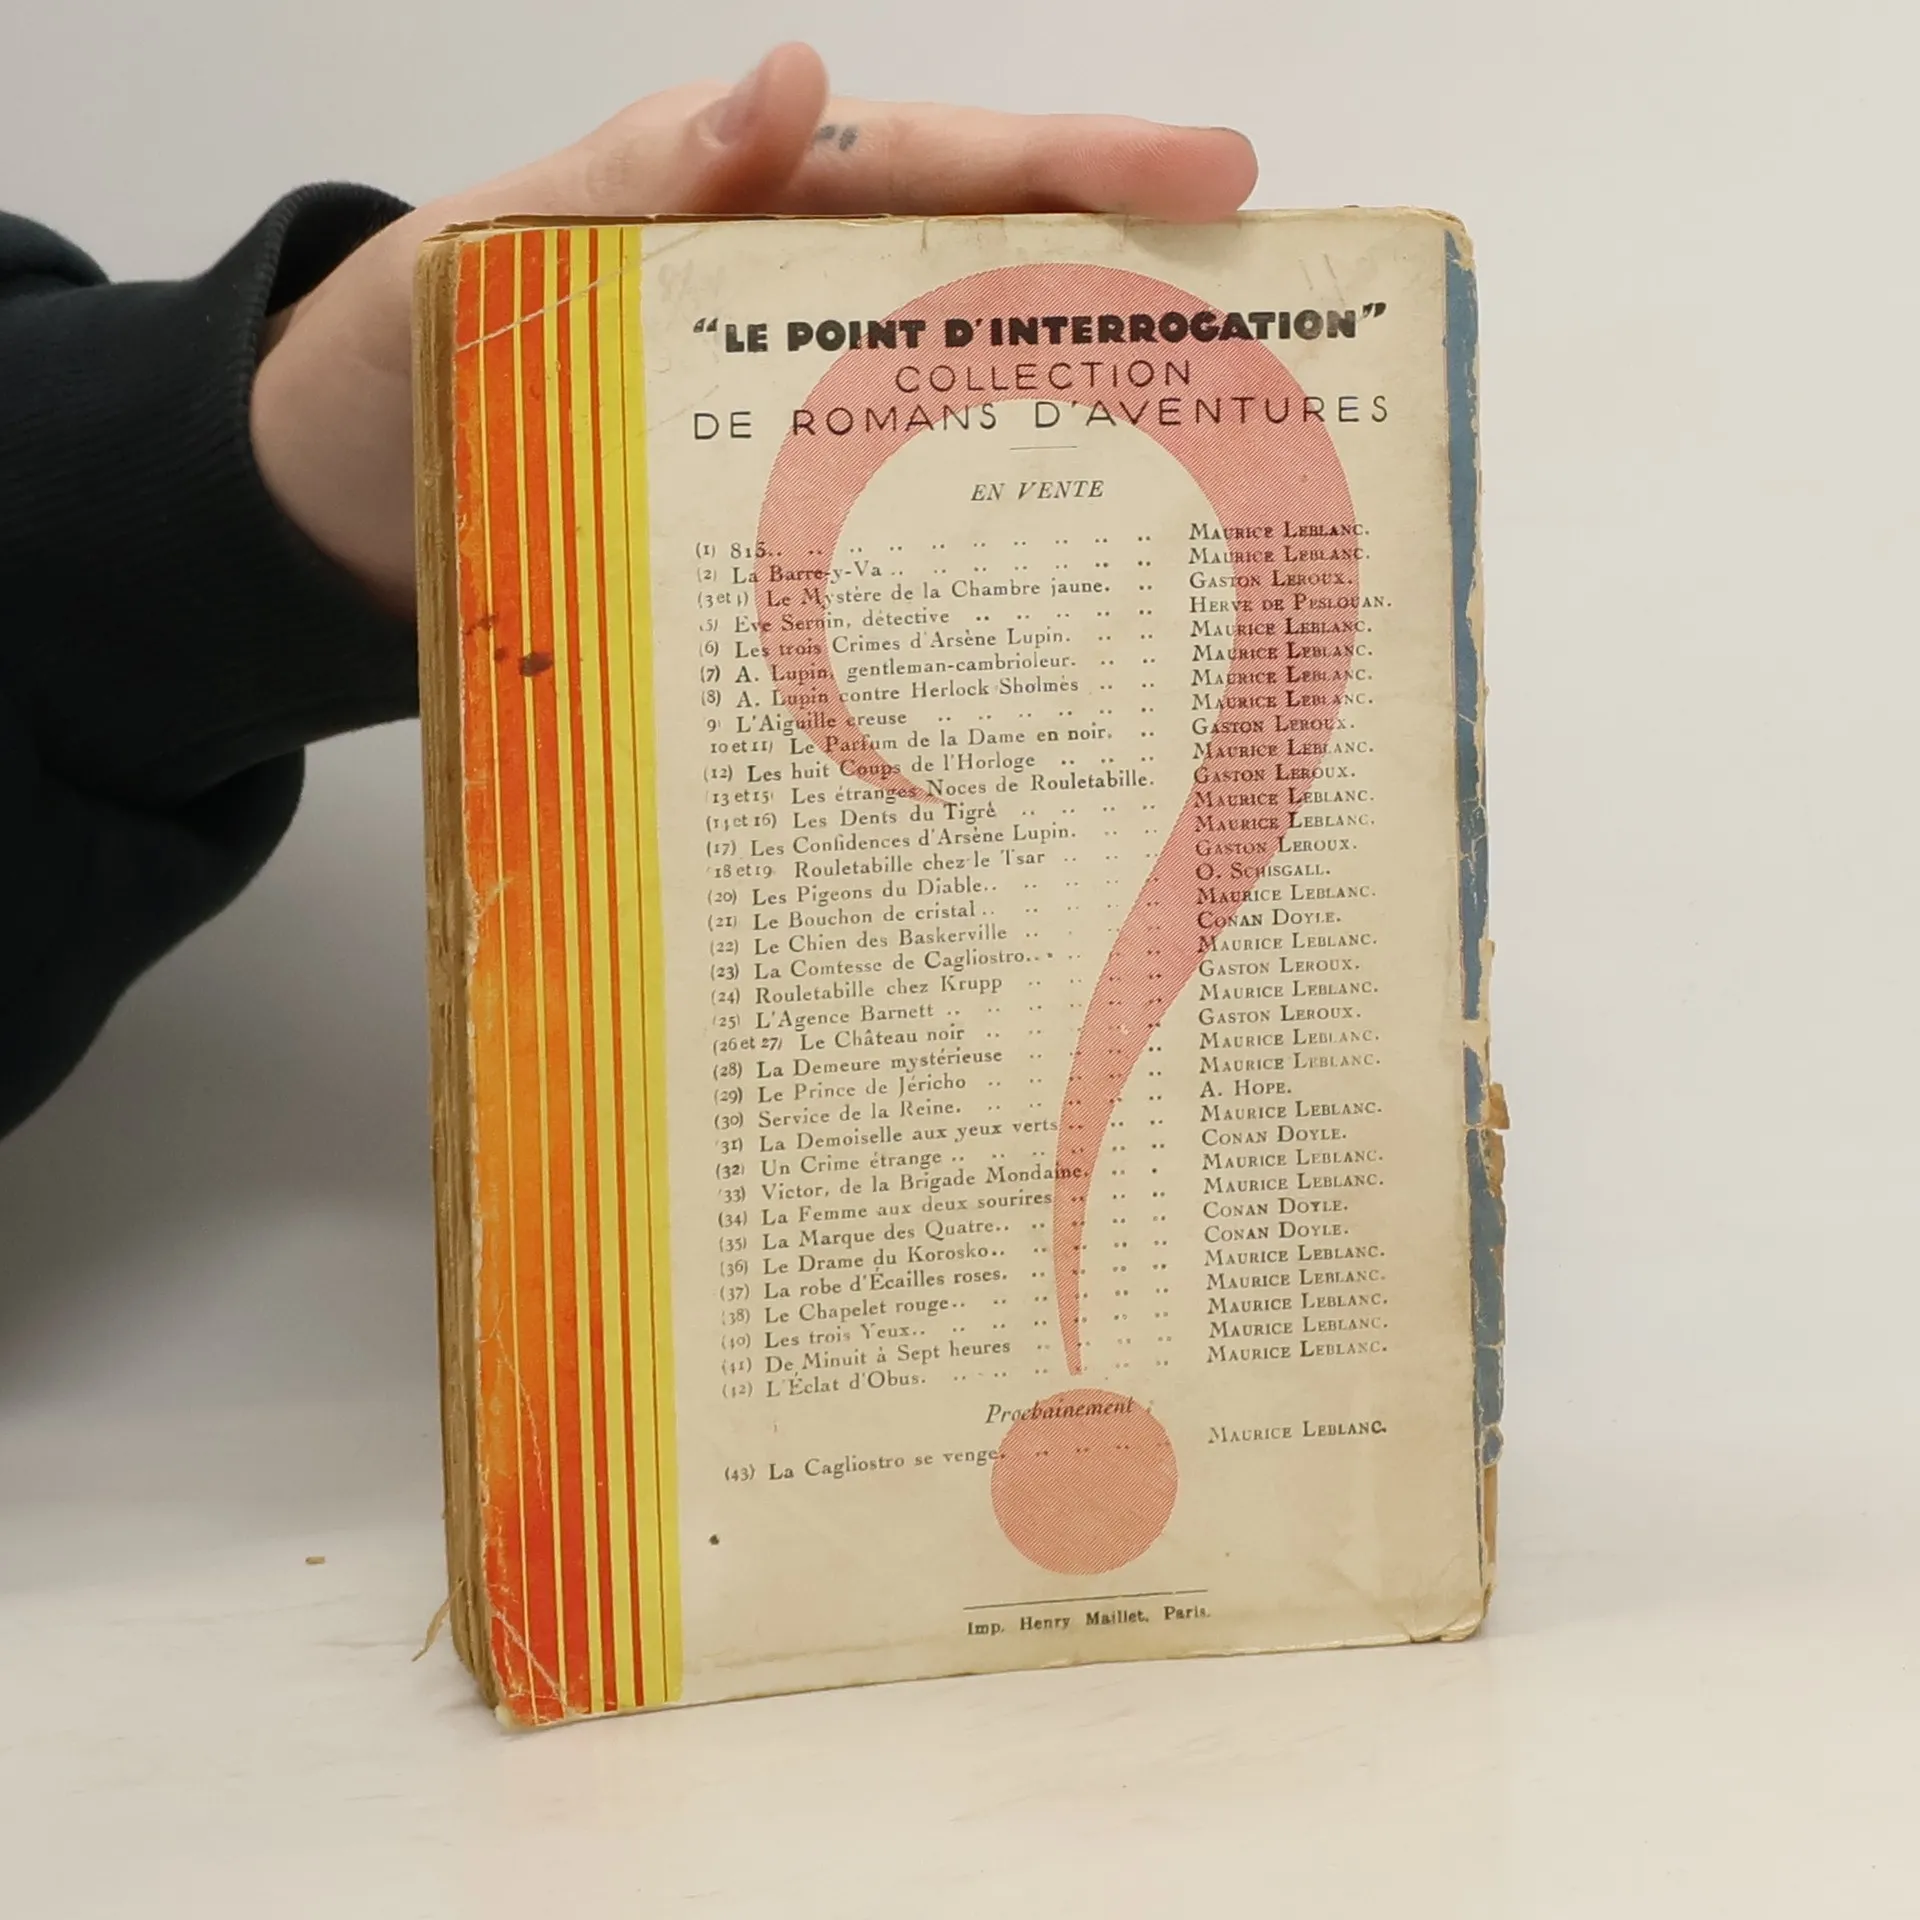 “LE POINT D'INTERROGATION”
COLLECTION
DE ROMANS D'AVENTURES
EN VENTE
(1) 813.. .. .. .. .. .. .. .. .. .. MAURICE LEBLANC.
(2) La Barre-y-Va .. .. .. .. .. .. .. MAURICE LEBLANC.
(3 et 4) Le Mystère de la Chambre jaune. .. GASTON LEROUX.
(5) Eve Sernin, détective .. .. .. .. .. HERVE DE PESLOUAN.
(6) Les trois Crimes d'Arsène Lupin. .. .. MAURICE LEBLANC.
(7) A. Lupin, gentleman-cambrioleur. .. .. MAURICE LEBLANC.
(8) A. Lupin contre Herlock Sholmès .. .. MAURICE LEBLANC.
(9) L'Aiguille creuse .. .. .. .. .. .. MAURICE LEBLANC.
(10 et 11) Le Parfum de la Dame en noir. .. GASTON LEROUX.
(12) Les huit Coups de l'Horloge .. .. .. MAURICE LEBLANC.
(13 et 15) Les étranges Noces de Rouletabille. GASTON LEROUX.
(14 et 16) Les Dents du Tigre .. .. .. .. MAURICE LEBLANC.
(17) Les Confidences d'Arsène Lupin. .. .. MAURICE LEBLANC.
(18 et 19) Rouletabille chez le Tsar .. .. .. GASTON LEROUX.
(20) Les Pigeons du Diable.. .. .. .. .. O. SCHISGALL.
(21) Le Bouchon de cristal .. .. .. .. .. MAURICE LEBLANC.
(22) Le Chien des Baskerville .. .. .. .. CONAN DOYLE.
(23) La Comtesse de Cagliostro.. .. .. .. MAURICE LEBLANC.
(24) Rouletabille chez Krupp .. .. .. .. GASTON LEROUX.
(25) L'Agence Barnett .. .. .. .. .. .. MAURICE LEBLANC.
(26 et 27) Le Château noir .. .. .. .. .. GASTON LEROUX.
(28) La Demeure mystérieuse .. .. .. .. MAURICE LEBLANC.
(29) Le Prince de Jéricho .. .. .. .. .. MAURICE LEBLANC.
(30) Service de la Reine. .. .. .. .. .. A. HOPE.
(31) La Demoiselle aux yeux verts .. .. .. MAURICE LEBLANC.
(32) Un Crime étrange .. .. .. .. .. .. CONAN DOYLE.
(33) Victor, de la Brigade Mondaine. .. .. MAURICE LEBLANC.
(34) La Femme aux deux sourires .. .. .. MAURICE LEBLANC.
(35) La Marque des Quatre.. .. .. .. .. CONAN DOYLE.
(36) Le Drame du Korosko.. .. .. .. .. CONAN DOYLE.
(37) La robe d'Écailles roses. .. .. .. .. MAURICE LEBLANC.
(38) Le Chapelet rouge.. .. .. .. .. .. MAURICE LEBLANC.
(40) Les trois Yeux.. .. .. .. .. .. .. MAURICE LEBLANC.
(41) De Minuit à Sept heures .. .. .. .. MAURICE LEBLANC.
(42) L'Éclat d'Obus. .. .. .. .. .. .. MAURICE LEBLANC.
Prochainement :
(43) La Cagliostro se venge. .. .. .. .. MAURICE LEBLANC.
Imp. Henry Maillet, Paris.